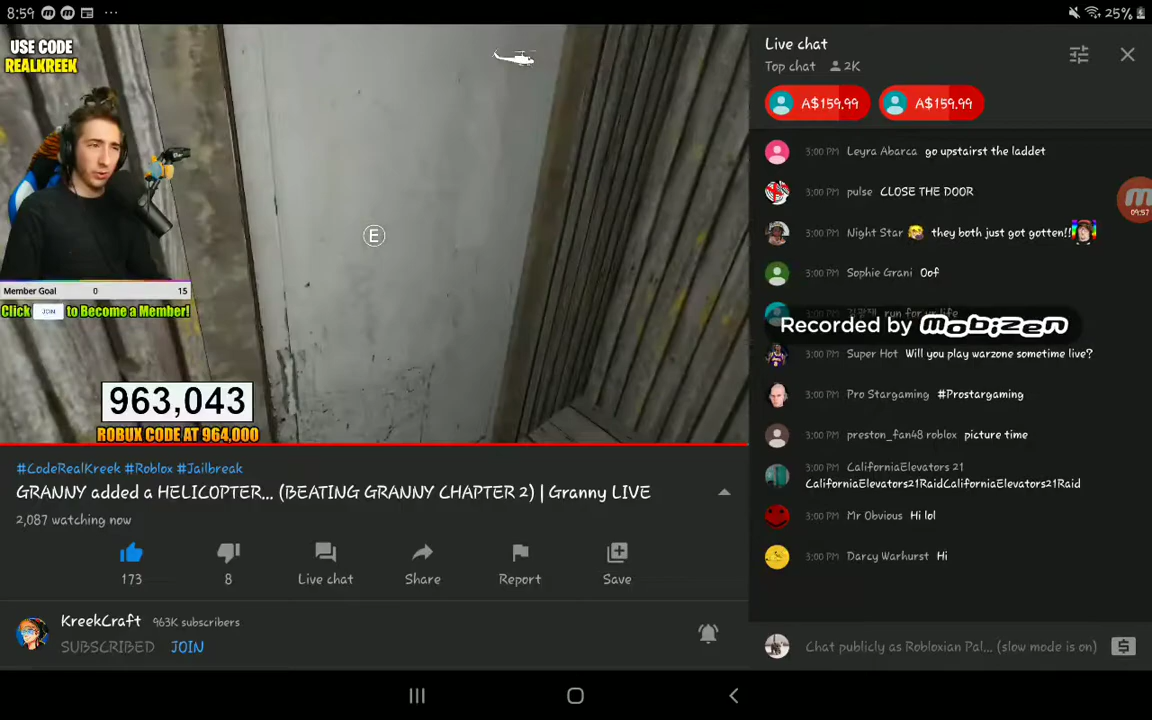 8:59
25%
USE CODE
REALKREEK
E
Member Goal 0 15
Click JOIN to Become a Member!
963,043
ROBUX CODE AT 964,000
#CodeRealKreek #Roblox #Jailbreak
GRANNY added a HELICOPTER... (BEATING GRANNY CHAPTER 2) | Granny LIVE
2,087 watching now
173
8
Live chat
Share
Report
Save
KreekCraft 963K subscribers
SUBSCRIBED JOIN
Live chat
Top chat 2K
A$159.99 A$159.99
3:00 PM Leyra Abarca go upstairst the laddet
3:00 PM pulse CLOSE THE DOOR
3:00 PM Night Star they both just got gotten!!
3:00 PM Sophie Grani Oof
run for yr life
Recorded by mobizen
09:57
3:00 PM Super Hot Will you play warzone sometime live?
3:00 PM Pro Stargaming #Prostargaming
3:00 PM preston_fan48 roblox picture time
3:00 PM CaliforniaElevators 21
CaliforniaElevators21RaidCaliforniaElevators21Raid
3:00 PM Mr Obvious Hi lol
3:00 PM Darcy Warhurst Hi
Chat publicly as Robloxian Pal... (slow mode is on)